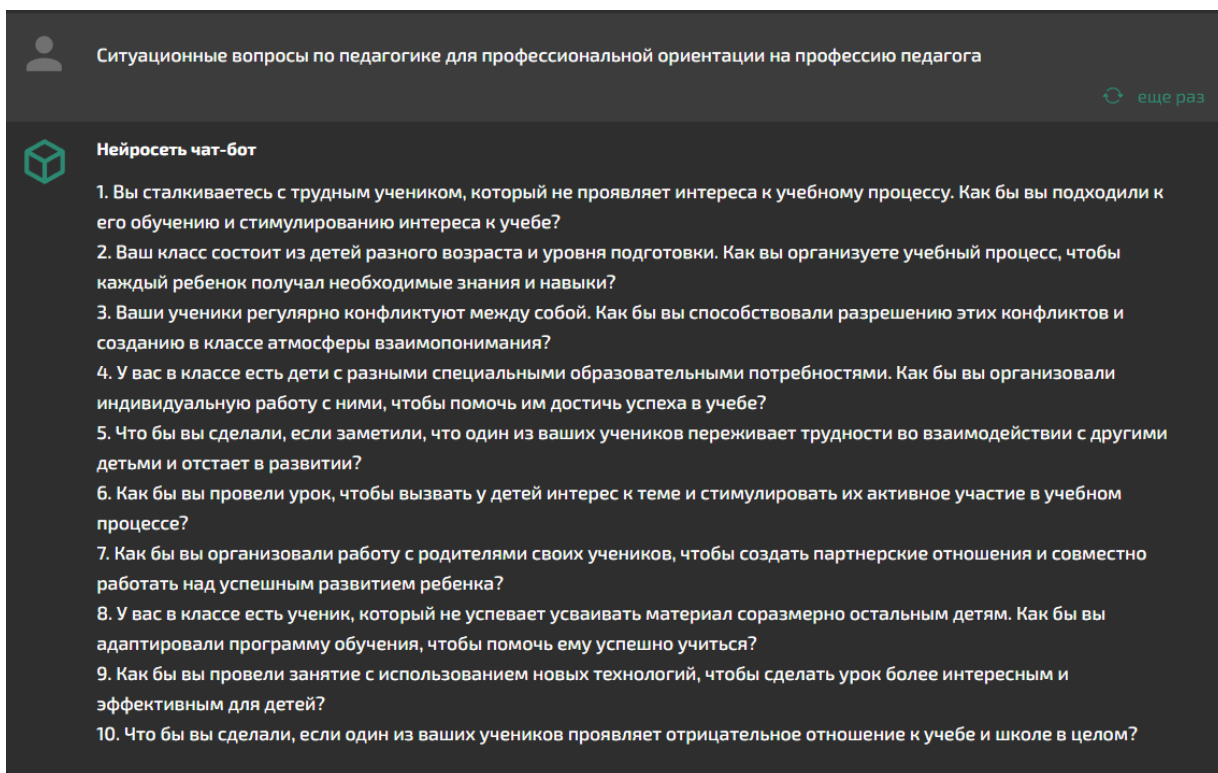 Ситуационные вопросы по педагогике для профессиональной ориентации на профессию педагога
еще раз
Нейросеть чат-бот
1. Вы сталкиваетесь с трудным учеником, который не проявляет интереса к учебному процессу. Как бы вы подходили к
его обучению и стимулированию интереса к учебе?
2. Ваш класс состоит из детей разного возраста и уровня подготовки. Как вы организуете учебный процесс, чтобы
каждый ребенок получал необходимые знания и навыки?
3. Ваши ученики регулярно конфликтуют между собой. Как бы вы способствовали разрешению этих конфликтов и
созданию в классе атмосферы взаимопонимания?
4. У вас в классе есть дети с разными специальными образовательными потребностями. Как бы вы организовали
индивидуальную работу с ними, чтобы помочь им достичь успеха в учебе?
5. Что бы вы сделали, если заметили, что один из ваших учеников переживает трудности во взаимодействии с другими
детьми и отстает в развитии?
6. Как бы вы провели урок, чтобы вызвать у детей интерес к теме и стимулировать их активное участие в учебном
процессе?
7. Как бы вы организовали работу с родителями своих учеников, чтобы создать партнерские отношения и совместно
работать над успешным развитием ребенка?
8. У вас в классе есть ученик, который не успевает усваивать материал соразмерно остальным детям. Как бы вы
адаптировали программу обучения, чтобы помочь ему успешно учиться?
9. Как бы вы провели занятие с использованием новых технологий, чтобы сделать урок более интересным и
эффективным для детей?
10. Что бы вы сделали, если один из ваших учеников проявляет отрицательное отношение к учебе и школе в целом?